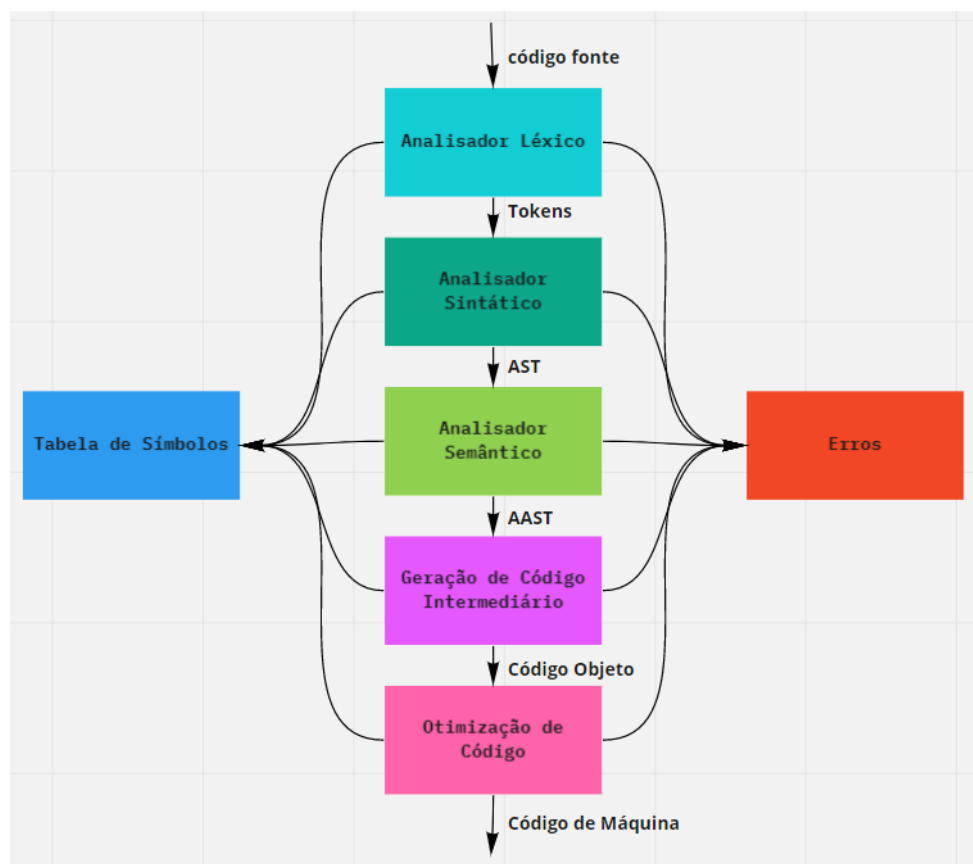 código fonte
Analisador Léxico
Tokens
Analisador
Sintático
AST
Tabela de Símbolos
Analisador
Semântico
Erros
AAST
Geração de Código
Intermediário
Código Objeto
Otimização de
Código
Código de Máquina